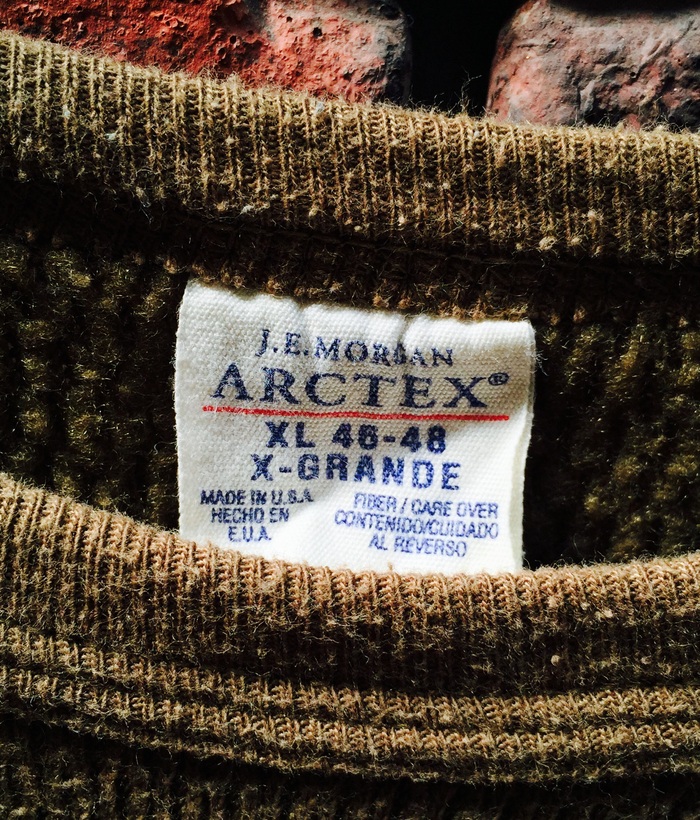 J.E.MORGAN
ARCTEX®
XL 46-48
X-GRANDE
MADE IN U.S.A.
HECHO EN
E.U.A.
FIBER / CARE OVER
CONTENIDO/CUIDADO
AL REVERSO